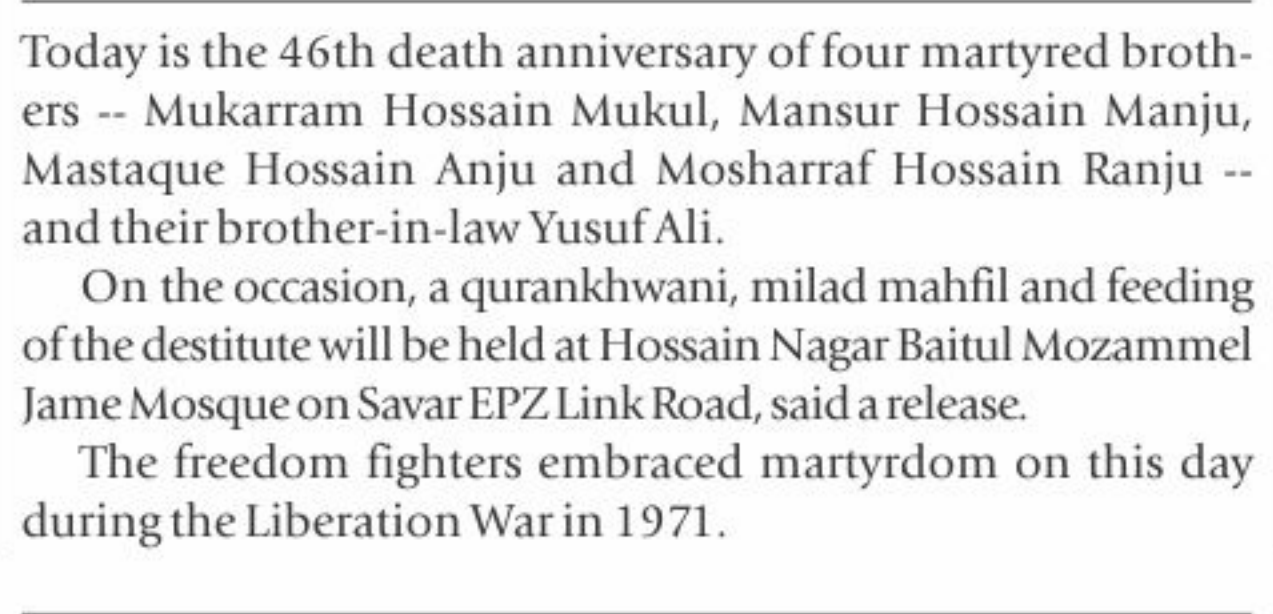 Today is the 46th death anniversary of four martyred broth-
ers -- Mukarram Hossain Mukul, Mansur Hossain Manju,
Mastaque Hossain Anju and Mosharraf Hossain Ranju --
and their brother-in-law Yusuf Ali.
On the occasion, a qurankhwani, milad mahfil and feeding
of the destitute will be held at Hossain Nagar Baitul Mozammel
Jame Mosque on Savar EPZ Link Road, said a release.
The freedom fighters embraced martyrdom on this day
during the Liberation War in 1971.